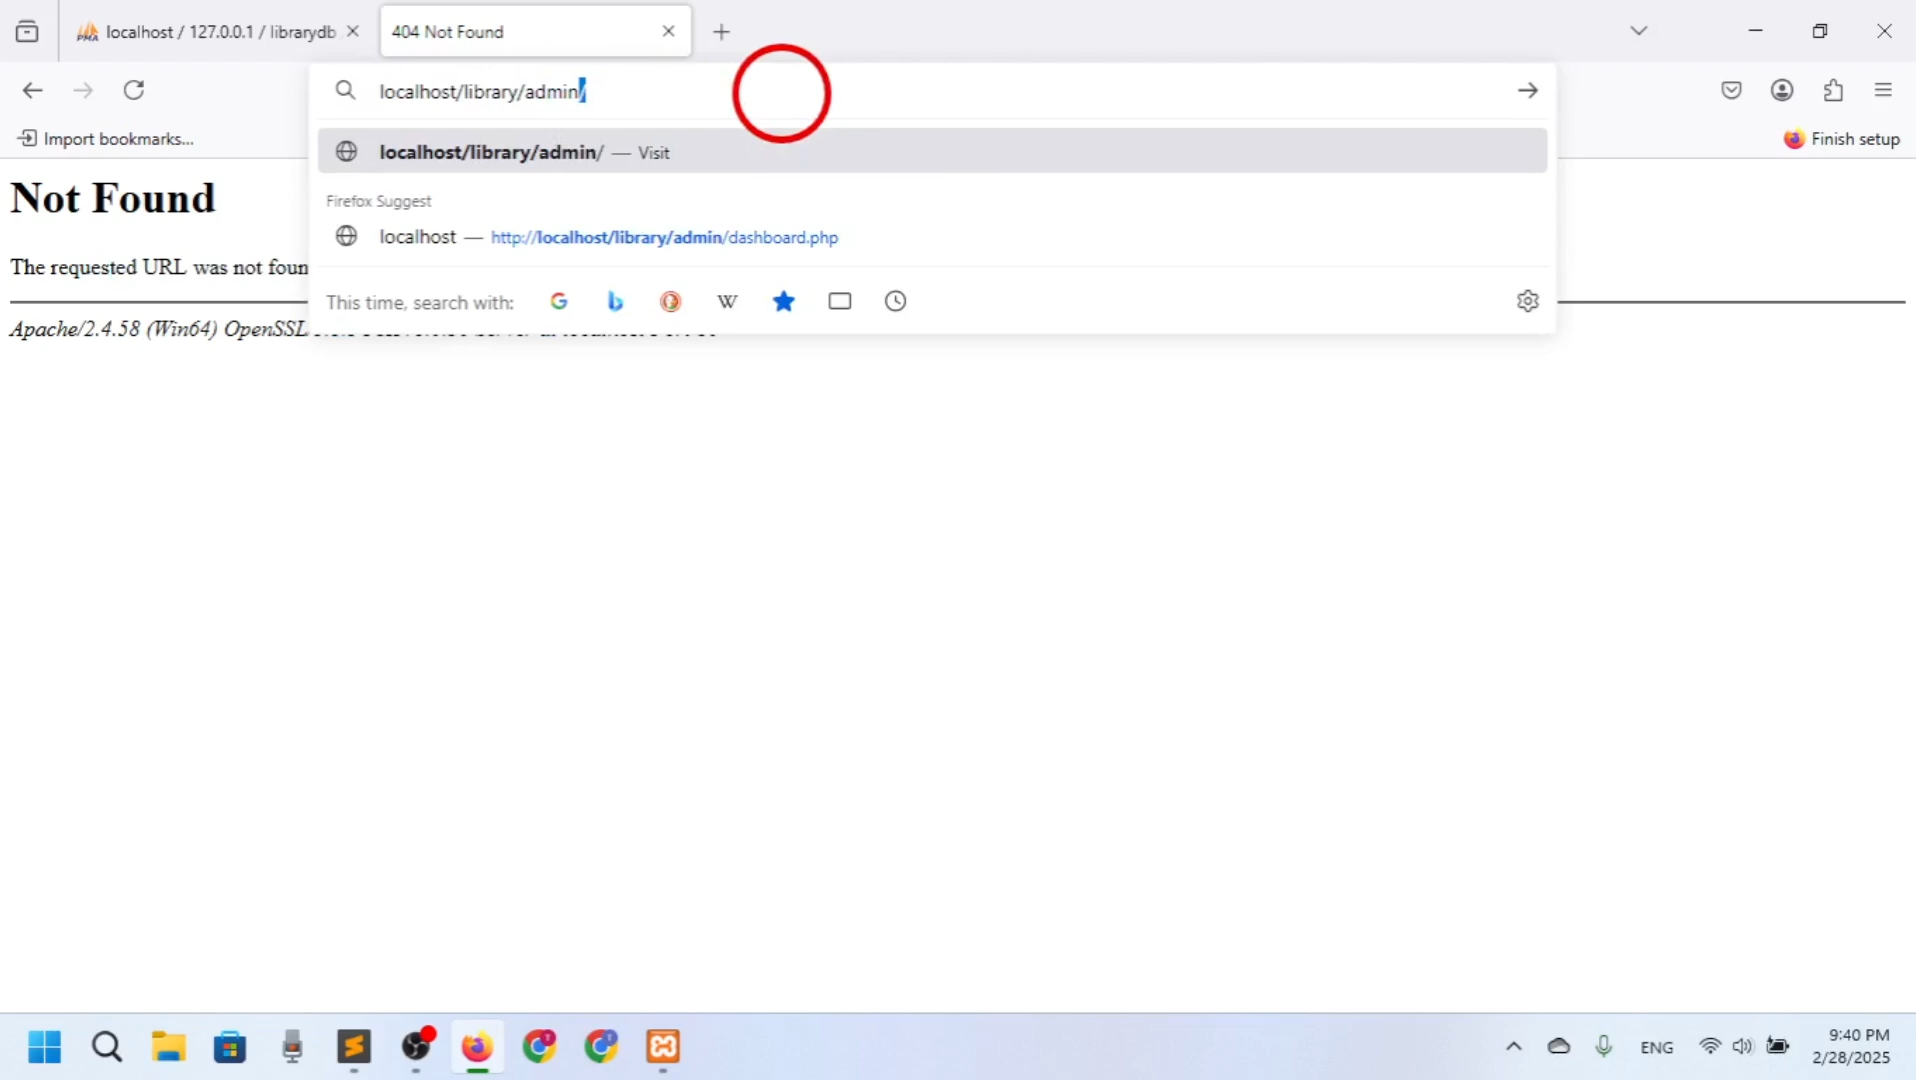 localhost / 127.0.0.1 / librarydb
404 Not Found
localhost/library/admin/
Import bookmarks...
Finish setup
localhost/library/admin/ — Visit
Firefox Suggest
localhost — http://localhost/library/admin/dashboard.php
This time, search with:
Not Found
The requested URL was not foun
Apache/2.4.58 (Win64) OpenSSL
ENG
9:40 PM
2/28/2025